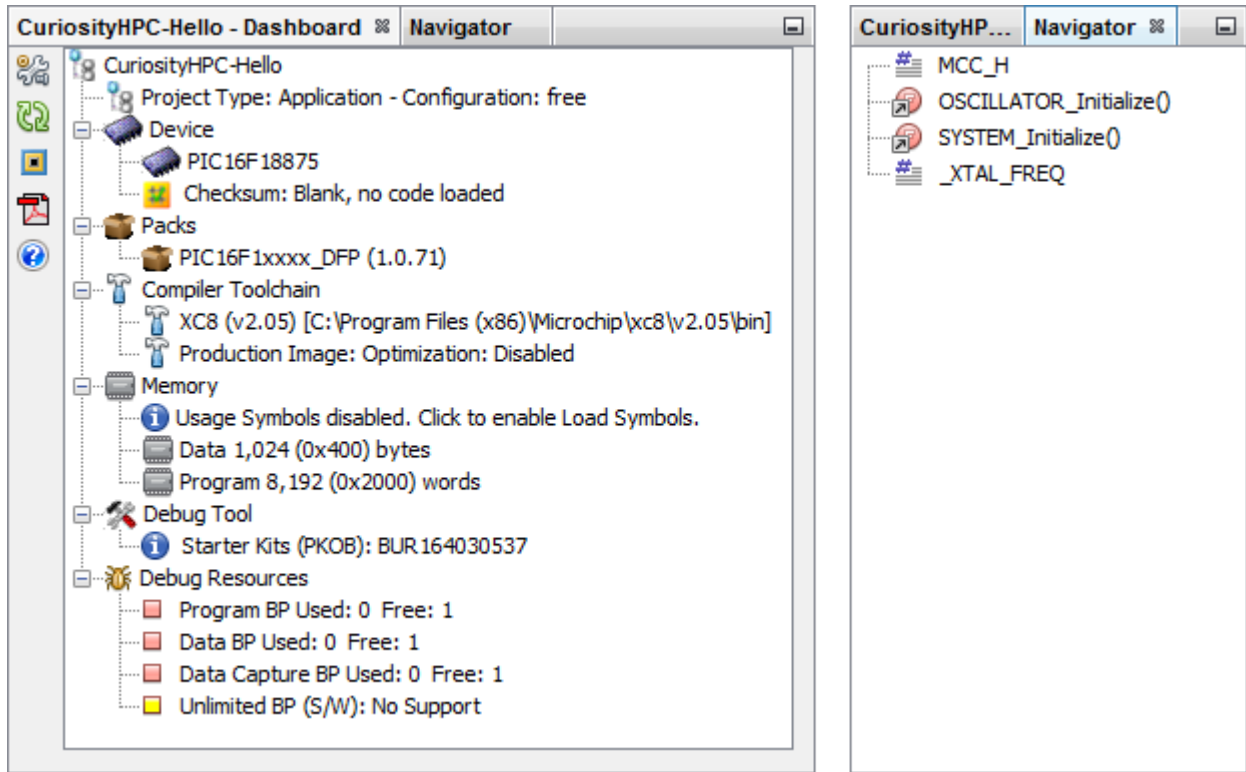 CuriosityHPC-Hello - Dashboard
Navigator
CuriosityHPC-Hello
Project Type: Application - Configuration: free
Device
PIC16F18875
Checksum: Blank, no code loaded
Packs
PIC16F1xxxx_DFP (1.0.71)
Compiler Toolchain
XC8 (v2.05) [C:\Program Files (x86)\Microchip\xc8\v2.05\bin]
Production Image: Optimization: Disabled
Memory
Usage Symbols disabled. Click to enable Load Symbols.
Data 1,024 (0x400) bytes
Program 8,192 (0x2000) words
Debug Tool
Starter Kits (PKOB): BUR164030537
Debug Resources
Program BP Used: 0 Free: 1
Data BP Used: 0 Free: 1
Data Capture BP Used: 0 Free: 1
Unlimited BP (S/W): No Support
CuriosityHP...
Navigator
MCC_H
OSCILLATOR_Initialize()
SYSTEM_Initialize()
_XTAL_FREQ